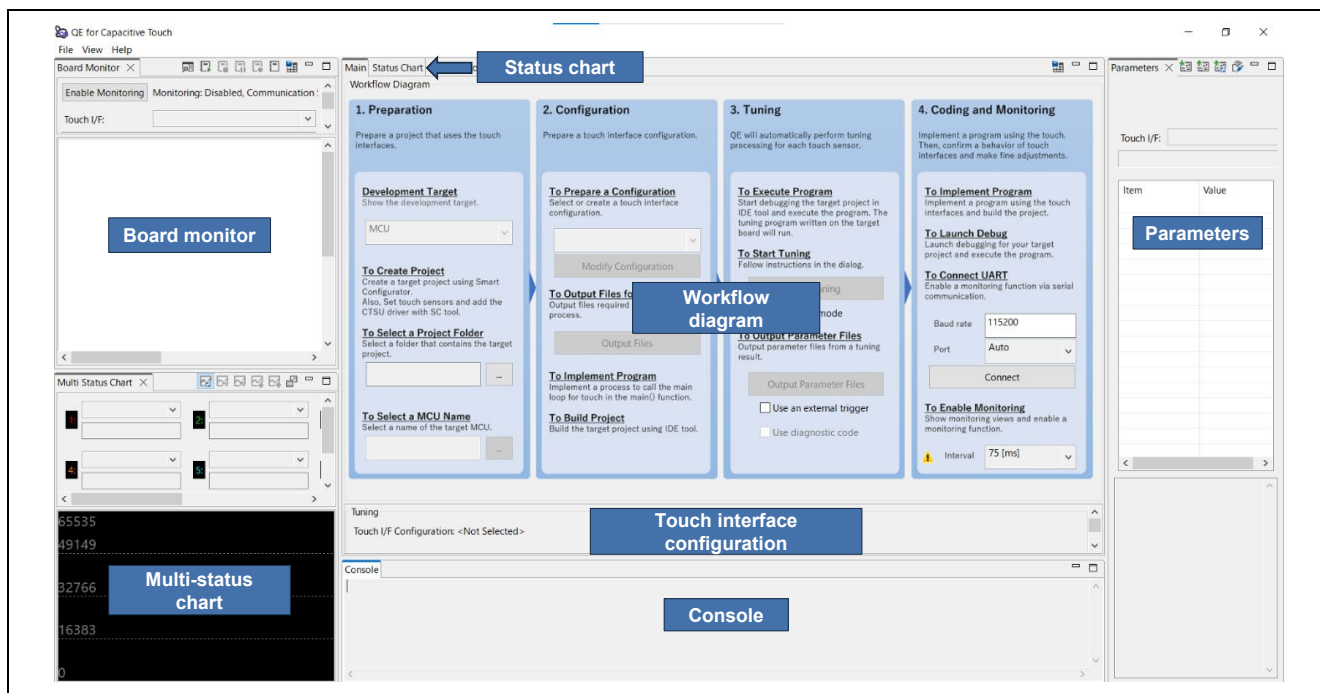 QE for Capacitive Touch
File View Help
Board Monitor
Enable Monitoring Monitoring: Disabled, Communication
Touch I/F:
Board monitor
Multi Status Chart
1:
2:
4:
5:
65535
49149
32766
16383
0
Multi-status
chart
Main Status Chart
Status chart
Workflow Diagram
1. Preparation
Prepare a project that uses the touch
interfaces.
Development Target
Show the development target.
MCU
To Create Project
Create a target project using Smart
Configurator.
Also, Set touch sensors and add the
CTSU driver with SC tool.
To Select a Project Folder
Select a folder that contains the target
project.
...
To Select a MCU Name
Select a name of the target MCU.
...
2. Configuration
Prepare a touch interface configuration.
To Prepare a Configuration
Select or create a touch interface
configuration.
Modify Configuration
To Output Files fo
Output files required
process.
Output Files
To Implement Program
Implement a process to call the main
loop for touch in the main() function.
To Build Project
Build the target project using IDE tool.
Workflow
diagram
3. Tuning
QE will automatically perform tuning
processing for each touch sensor.
To Execute Program
Start debugging the target project in
IDE tool and execute the program. The
tuning program written on the target
board will run.
To Start Tuning
Follow instructions in the dialog.
mode
To Output Parameter Files
Output parameter files from a tuning
result.
Output Parameter Files
Use an external trigger
Use diagnostic code
4. Coding and Monitoring
Implement a program using the touch.
Then, confirm a behavior of touch
interfaces and make fine adjustments.
To Implement Program
Implement a program using the touch
interfaces and build the project.
To Launch Debug
Launch debugging for your target
project and execute the program.
To Connect UART
Enable a monitoring function via serial
communication.
Baud rate 115200
Port Auto
Connect
To Enable Monitoring
Show monitoring views and enable a
monitoring function.
Interval 75 [ms]
Tuning
Touch I/F Configuration: <Not Selected>
Touch interface
configuration
Console
Console
Parameters
Touch I/F:
Item Value
Parameters